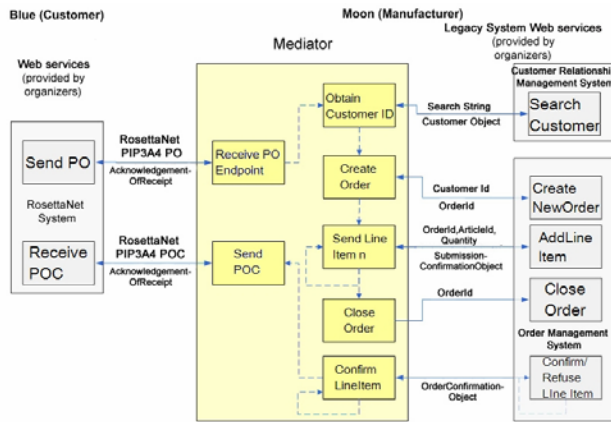 Blue (Customer)
Moon (Manufacturer)
Legacy System Web services
(provided by
organizers)
Mediator
Web services
(provided by
organizers)
Customer Relationship
Management System
Obtain
Customer ID
Search String
Customer Object
Search
Customer
RosettaNet
PIP3A4 PO
Send PO
Acknowledgement-
OfReceipt
Receive PO
Endpoint
Create
Order
Customer Id
OrderId
Create
NewOrder
RosettaNet
System
RosettaNet
PIP3A4 POC
Receive
POC
Acknowledgement-
OfReceipt
Send
POC
Send Line
Item n
OrderId,ArticleId,
Quantity
Submission-
ConfirmationObject
AddLine
Item
Close
Order
OrderId
Close
Order
Order Management
System
Confirm
LineItem
OrderConfirmation-
Object
Confirm/
Refuse
LIne Item